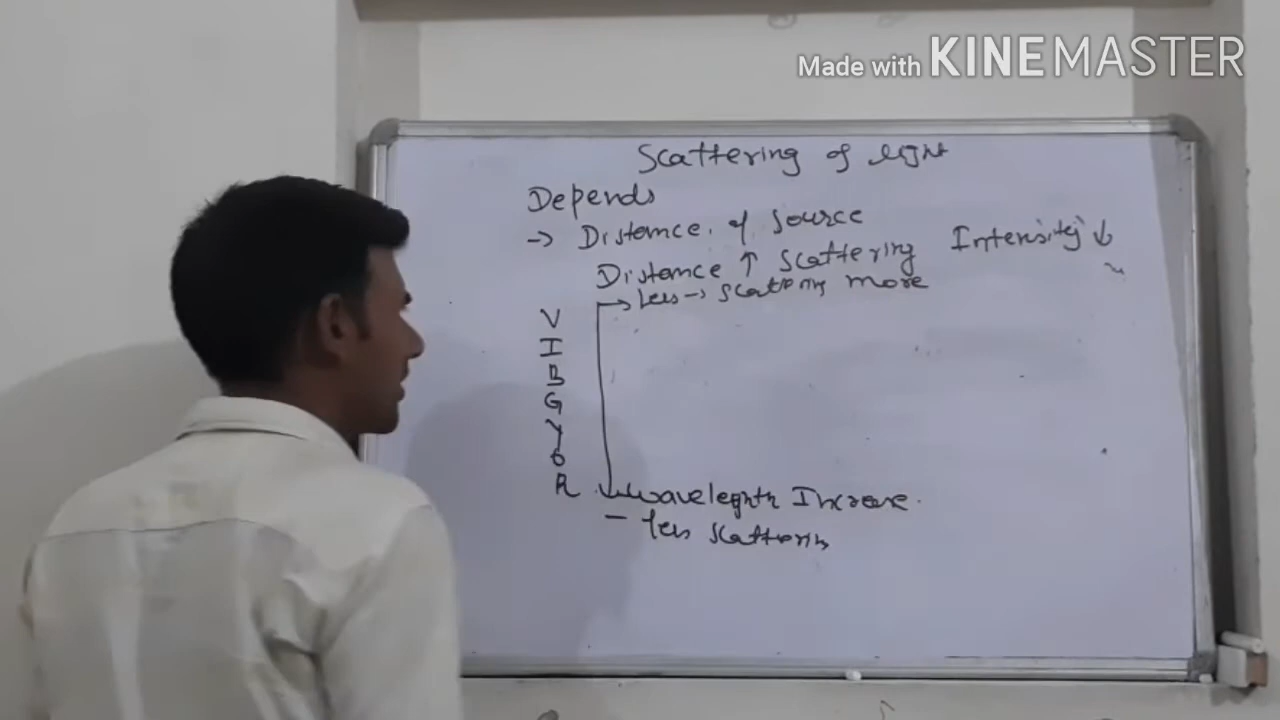 Made with KINEMASTER
Scattering of light
Depends
→ Distance of source
Distance ↑ Scattering Intensity ↓
→ Less → Scattering more
V
I
B
G
Y
O
R → wavelength Increase.
- less scattering